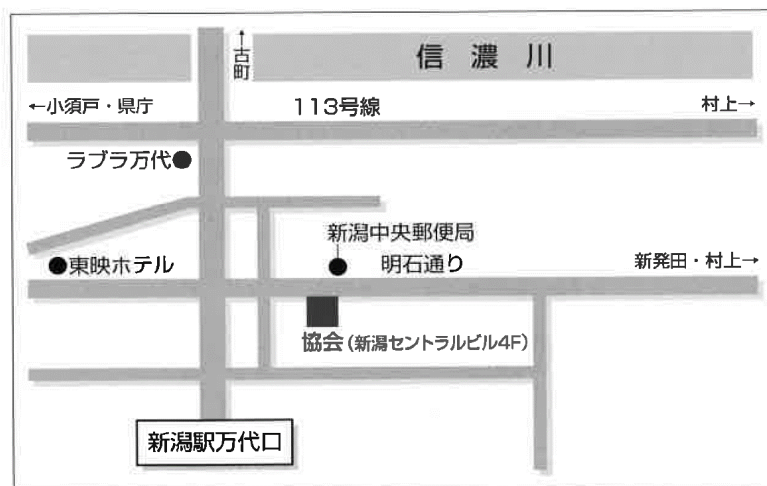 ↑古町
信濃川
←小須戸・県庁
113号線
村上→
ラブラ万代●
新潟中央郵便局
●東映ホテル
明石通り
新発田・村上→
協会(新潟セントラルビル4F)
新潟駅万代口